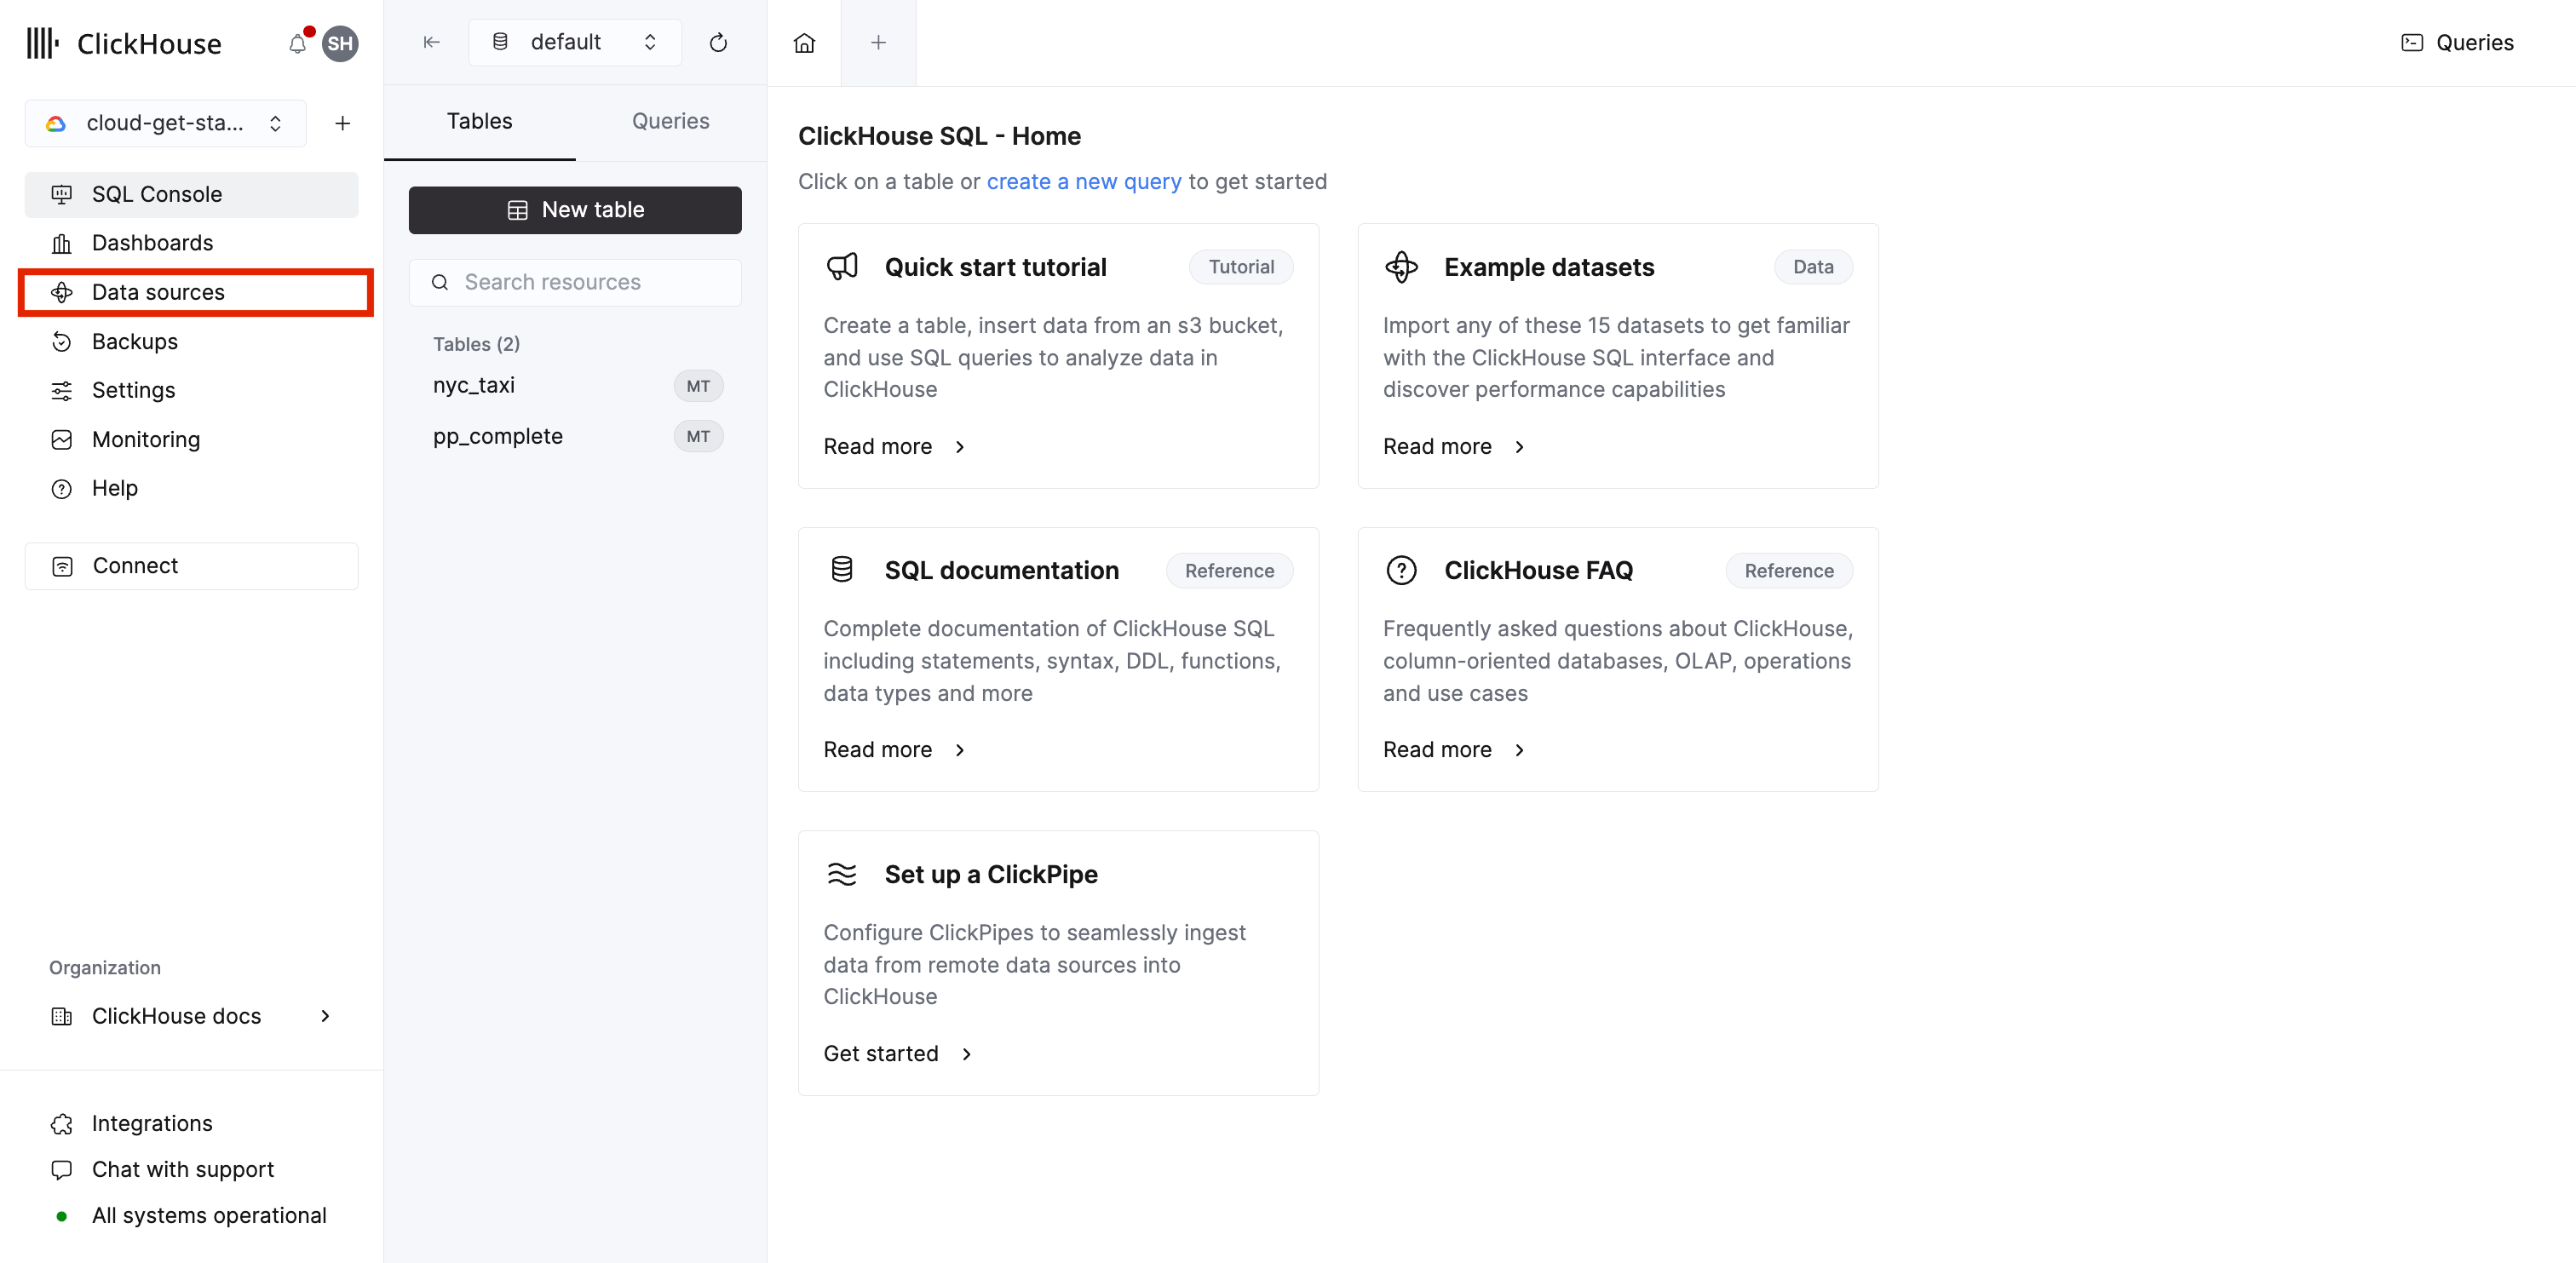 ClickHouse
SH
cloud-get-sta...
SQL Console
Dashboards
Data sources
Backups
Settings
Monitoring
Help
Connect
Organization
ClickHouse docs
Integrations
Chat with support
All systems operational
default
Tables
Queries
New table
Search resources
Tables (2)
nyc_taxi MT
pp_complete MT
Queries
ClickHouse SQL - Home
Click on a table or create a new query to get started
Quick start tutorial Tutorial
Create a table, insert data from an s3 bucket,
and use SQL queries to analyze data in
ClickHouse
Read more
Example datasets Data
Import any of these 15 datasets to get familiar
with the ClickHouse SQL interface and
discover performance capabilities
Read more
SQL documentation Reference
Complete documentation of ClickHouse SQL
including statements, syntax, DDL, functions,
data types and more
Read more
ClickHouse FAQ Reference
Frequently asked questions about ClickHouse,
column-oriented databases, OLAP, operations
and use cases
Read more
Set up a ClickPipe
Configure ClickPipes to seamlessly ingest
data from remote data sources into
ClickHouse
Get started